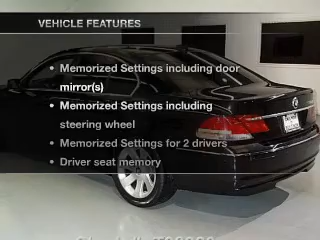 VEHICLE FEATURES
• Memorized Settings including door
mirror(s)
• Memorized Settings including
steering wheel
• Memorized Settings for 2 drivers
• Driver seat memory